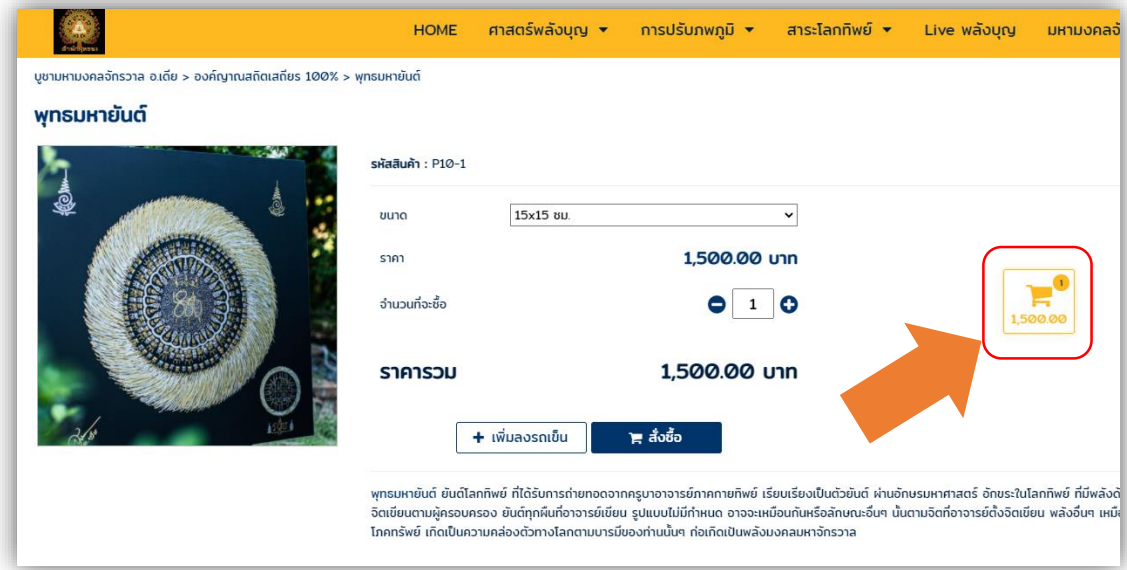 HOME ศาสตร์พลังบุญ การปรับภพภูมิ สาระโลกทิพย์ Live พลังบุญ มหามงคลจั
บูชามหามงคลจักรวาล อ.เดีย > องค์ญาณสถิตเสถียร 100% > พุทธมหายันต์
พุทธมหายันต์
รหัสสินค้า : P10-1
ขนาด 15x15 ซม.
ราคา 1,500.00 บาท
จำนวนที่จะซื้อ 1
1
1,500.00
ราคารวม 1,500.00 บาท
+ เพิ่มลงรถเข็น สั่งซื้อ
พุทธมหายันต์ ยันต์โลกทิพย์ ที่ได้รับการถ่ายทอดจากครูบาอาจารย์ภาคกายทิพย์ เรียบเรียงเป็นตัวยันต์ ผ่านอักษรมหาศาสตร์ อักขระในโลกทิพย์ ที่มีพลังด้
จิตเขียนตามผู้ครอบครอง ยันต์ทุกผืนที่อาจารย์เขียน รูปแบบไม่มีกำหนด อาจจะเหมือนกันหรือลักษณะอื่นๆ นั้นตามจิตที่อาจารย์ตั้งจิตเขียน พลังอื่นๆ เหมือ
โภคทรัพย์ เกิดเป็นความคล่องตัวทางโลกตามบารมีของท่านนั้นๆ ก่อเกิดเป็นพลังมงคลมหาจักรวาล